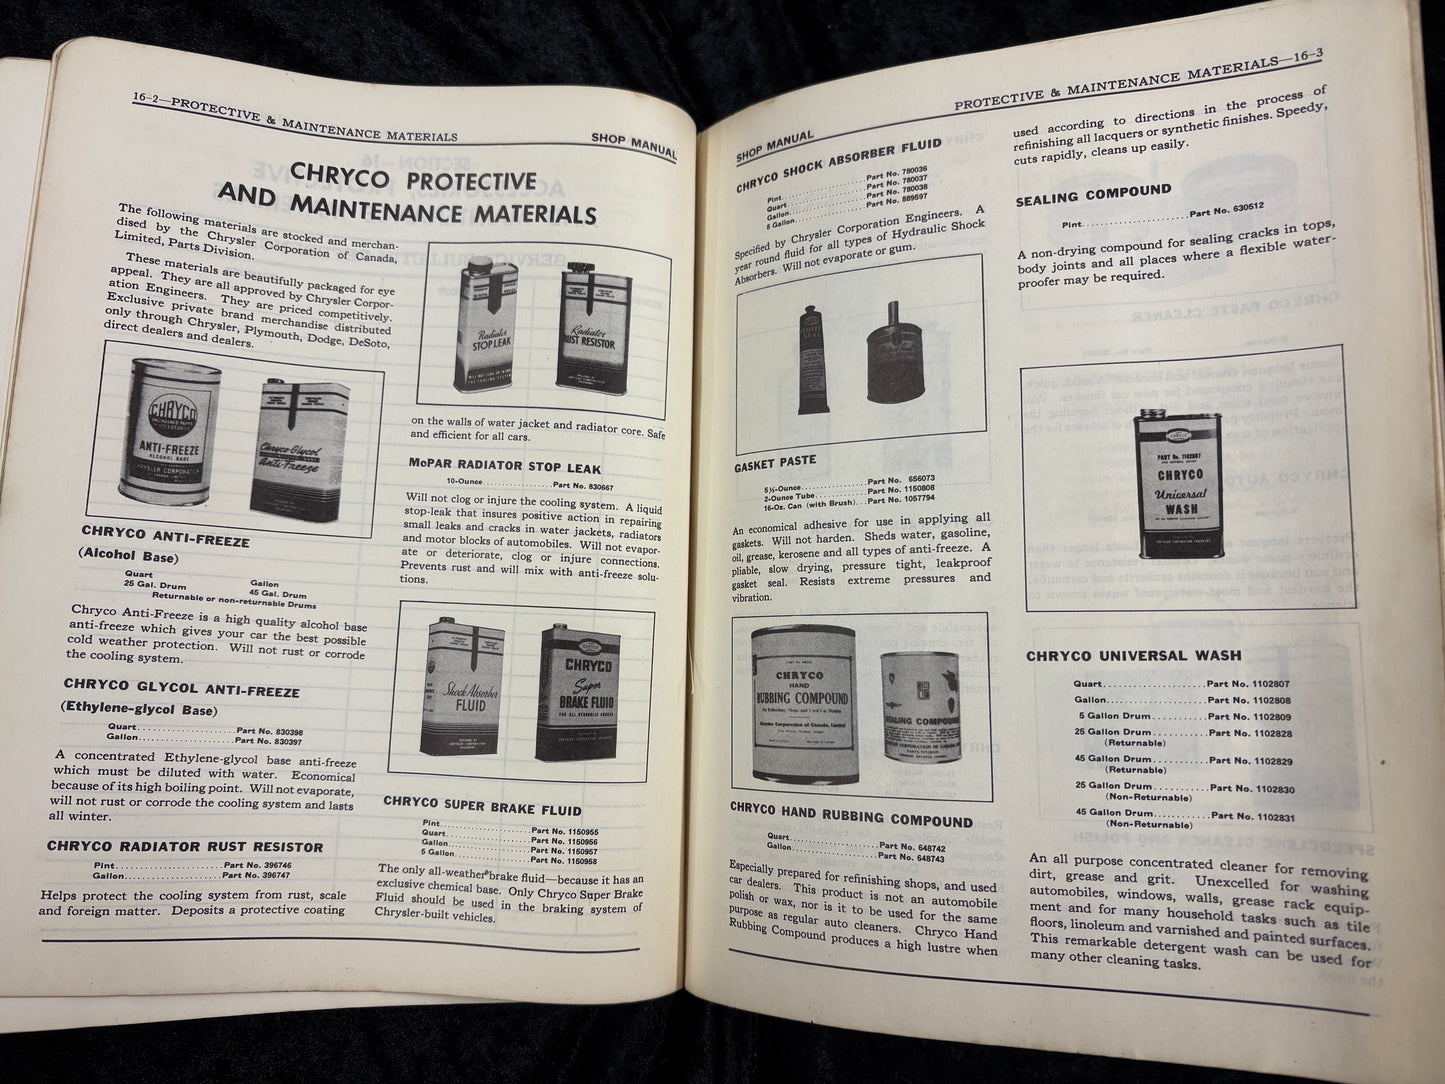 16-2—PROTECTIVE & MAINTENANCE MATERIALS
SHOP MANUAL
CHRYCO PROTECTIVE
AND MAINTENANCE MATERIALS
The following materials are stocked and merchan-
dised by the Chrysler Corporation of Canada,
Limited, Parts Division.
These materials are beautifully packaged for eye
appeal. They are all approved by Chrysler Corpor-
ation Engineers. They are priced competitively.
Exclusive private brand merchandise distributed
only through Chrysler, Plymouth, Dodge, DeSoto,
direct dealers and dealers.
CHRYCO
ENGINEERED PARTS
ACCESSORIES
ANTI-FREEZE
ALCOHOL BASE
CHRYSLER CORPORATION
Chryco-Glycol
Anti-Freeze
CHRYCO ANTI-FREEZE
(Alcohol Base)
Quart Gallon
25 Gal. Drum 45 Gal. Drum
Returnable or non-returnable Drums
Chryco Anti-Freeze is a high quality alcohol base
anti-freeze which gives your car the best possible
cold weather protection. Will not rust or corrode
the cooling system.
CHRYCO GLYCOL ANTI-FREEZE
(Ethylene-glycol Base)
Quart..........................Part No. 830398
Gallon.........................Part No. 830397
A concentrated Ethylene-glycol base anti-freeze
which must be diluted with water. Economical
because of its high boiling point. Will not evaporate,
will not rust or corrode the cooling system and lasts
all winter.
CHRYCO RADIATOR RUST RESISTOR
Pint..........................Part No. 396746
Gallon........................Part No. 396747
Helps protect the cooling system from rust, scale
and foreign matter. Deposits a protective coating
Radiator
STOP LEAK
Radiator
RUST RESISTOR
on the walls of water jacket and radiator core. Safe
and efficient for all cars.
MoPAR RADIATOR STOP LEAK
10-Ounce..................Part No. 830667
Will not clog or injure the cooling system. A liquid
stop-leak that insures positive action in repairing
small leaks and cracks in water jackets, radiators
and motor blocks of automobiles. Will not evapor-
ate or deteriorate, clog or injure connections.
Prevents rust and will mix with anti-freeze solu-
tions.
Shock Absorber
FLUID
CHRYCO
Super
BRAKE FLUID
FOR ALL HYDRAULIC BRAKES
CHRYCO SUPER BRAKE FLUID
Pint......................Part No. 1150955
Quart.....................Part No. 1150956
Gallon....................Part No. 1150957
5 Gallon..................Part No. 1150958
The only all-weather brake fluid—because it has an
exclusive chemical base. Only Chryco Super Brake
Fluid should be used in the braking system of
Chrysler-built vehicles.
SHOP MANUAL
PROTECTIVE & MAINTENANCE MATERIALS—16-3
CHRYCO SHOCK ABSORBER FLUID
Pint....................Part No. 780036
Quart...................Part No. 780037
Gallon..................Part No. 780038
5 Gallon................Part No. 889597
Specified by Chrysler Corporation Engineers. A
year round fluid for all types of Hydraulic Shock
Absorbers. Will not evaporate or gum.
GASKET PASTE
5½-Ounce................Part No. 656073
2-Ounce Tube............Part No. 1150808
16-Oz. Can (with Brush)...Part No. 1057794
An economical adhesive for use in applying all
gaskets. Will not harden. Sheds water, gasoline,
oil, grease, kerosene and all types of anti-freeze. A
pliable, slow drying, pressure tight, leakproof
gasket seal. Resists extreme pressures and
vibration.
CHRYCO
HAND
RUBBING COMPOUND
Chrysler Corporation of Canada, Limited
SEALING COMPOUND
CHRYCO HAND RUBBING COMPOUND
Quart....................Part No. 648742
Gallon...................Part No. 648743
Especially prepared for refinishing shops, and used
car dealers. This product is not an automobile
polish or wax, nor is it to be used for the same
purpose as regular auto cleaners. Chryco Hand
Rubbing Compound produces a high lustre when
used according to directions in the process of
refinishing all lacquers or synthetic finishes. Speedy,
cuts rapidly, cleans up easily.
SEALING COMPOUND
Pint........................Part No. 630512
A non-drying compound for sealing cracks in tops,
body joints and all places where a flexible water-
proofer may be required.
PART No. 1102807
CHRYCO
Universal
WASH
CHRYCO UNIVERSAL WASH
Quart......................Part No. 1102807
Gallon.....................Part No. 1102808
5 Gallon Drum............Part No. 1102809
25 Gallon Drum...........Part No. 1102828
(Returnable)
45 Gallon Drum...........Part No. 1102829
(Returnable)
25 Gallon Drum...........Part No. 1102830
(Non-Returnable)
45 Gallon Drum...........Part No. 1102831
(Non-Returnable)
An all purpose concentrated cleaner for removing
dirt, grease and grit. Unexcelled for washing
automobiles, windows, walls, grease rack equip-
ment and for many household tasks such as tile
floors, linoleum and varnished and painted surfaces.
This remarkable detergent wash can be used for
many other cleaning tasks.